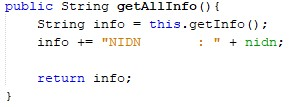 public String getAllInfo(){
String info = this.getInfo();
info += "NIDN       : " + nidn;
return info;
}